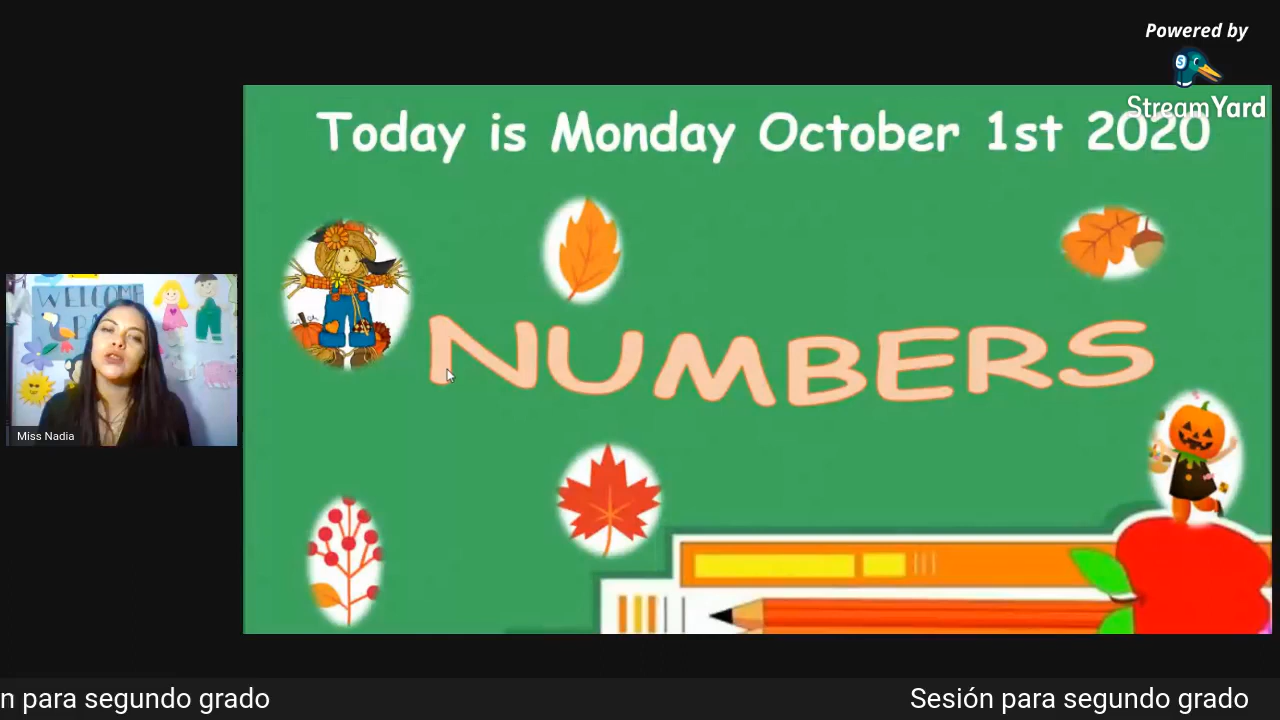 Powered by
StreamYard
Today is Monday October 1st 2020
NUMBERS
WELCOME
Miss Nadia
n para segundo grado
Sesión para segundo grado